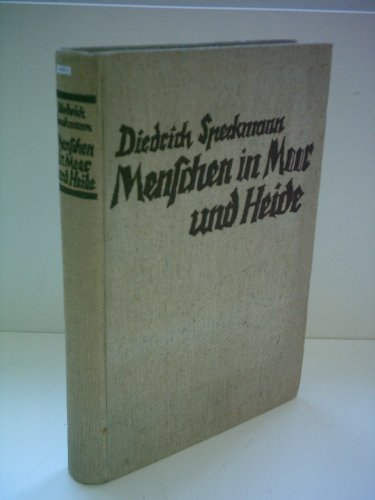 Diedrich
Speckmann
Menschen
in Moor
und Heide
Diedrich Speckmann
Menschen in Moor
und Heide